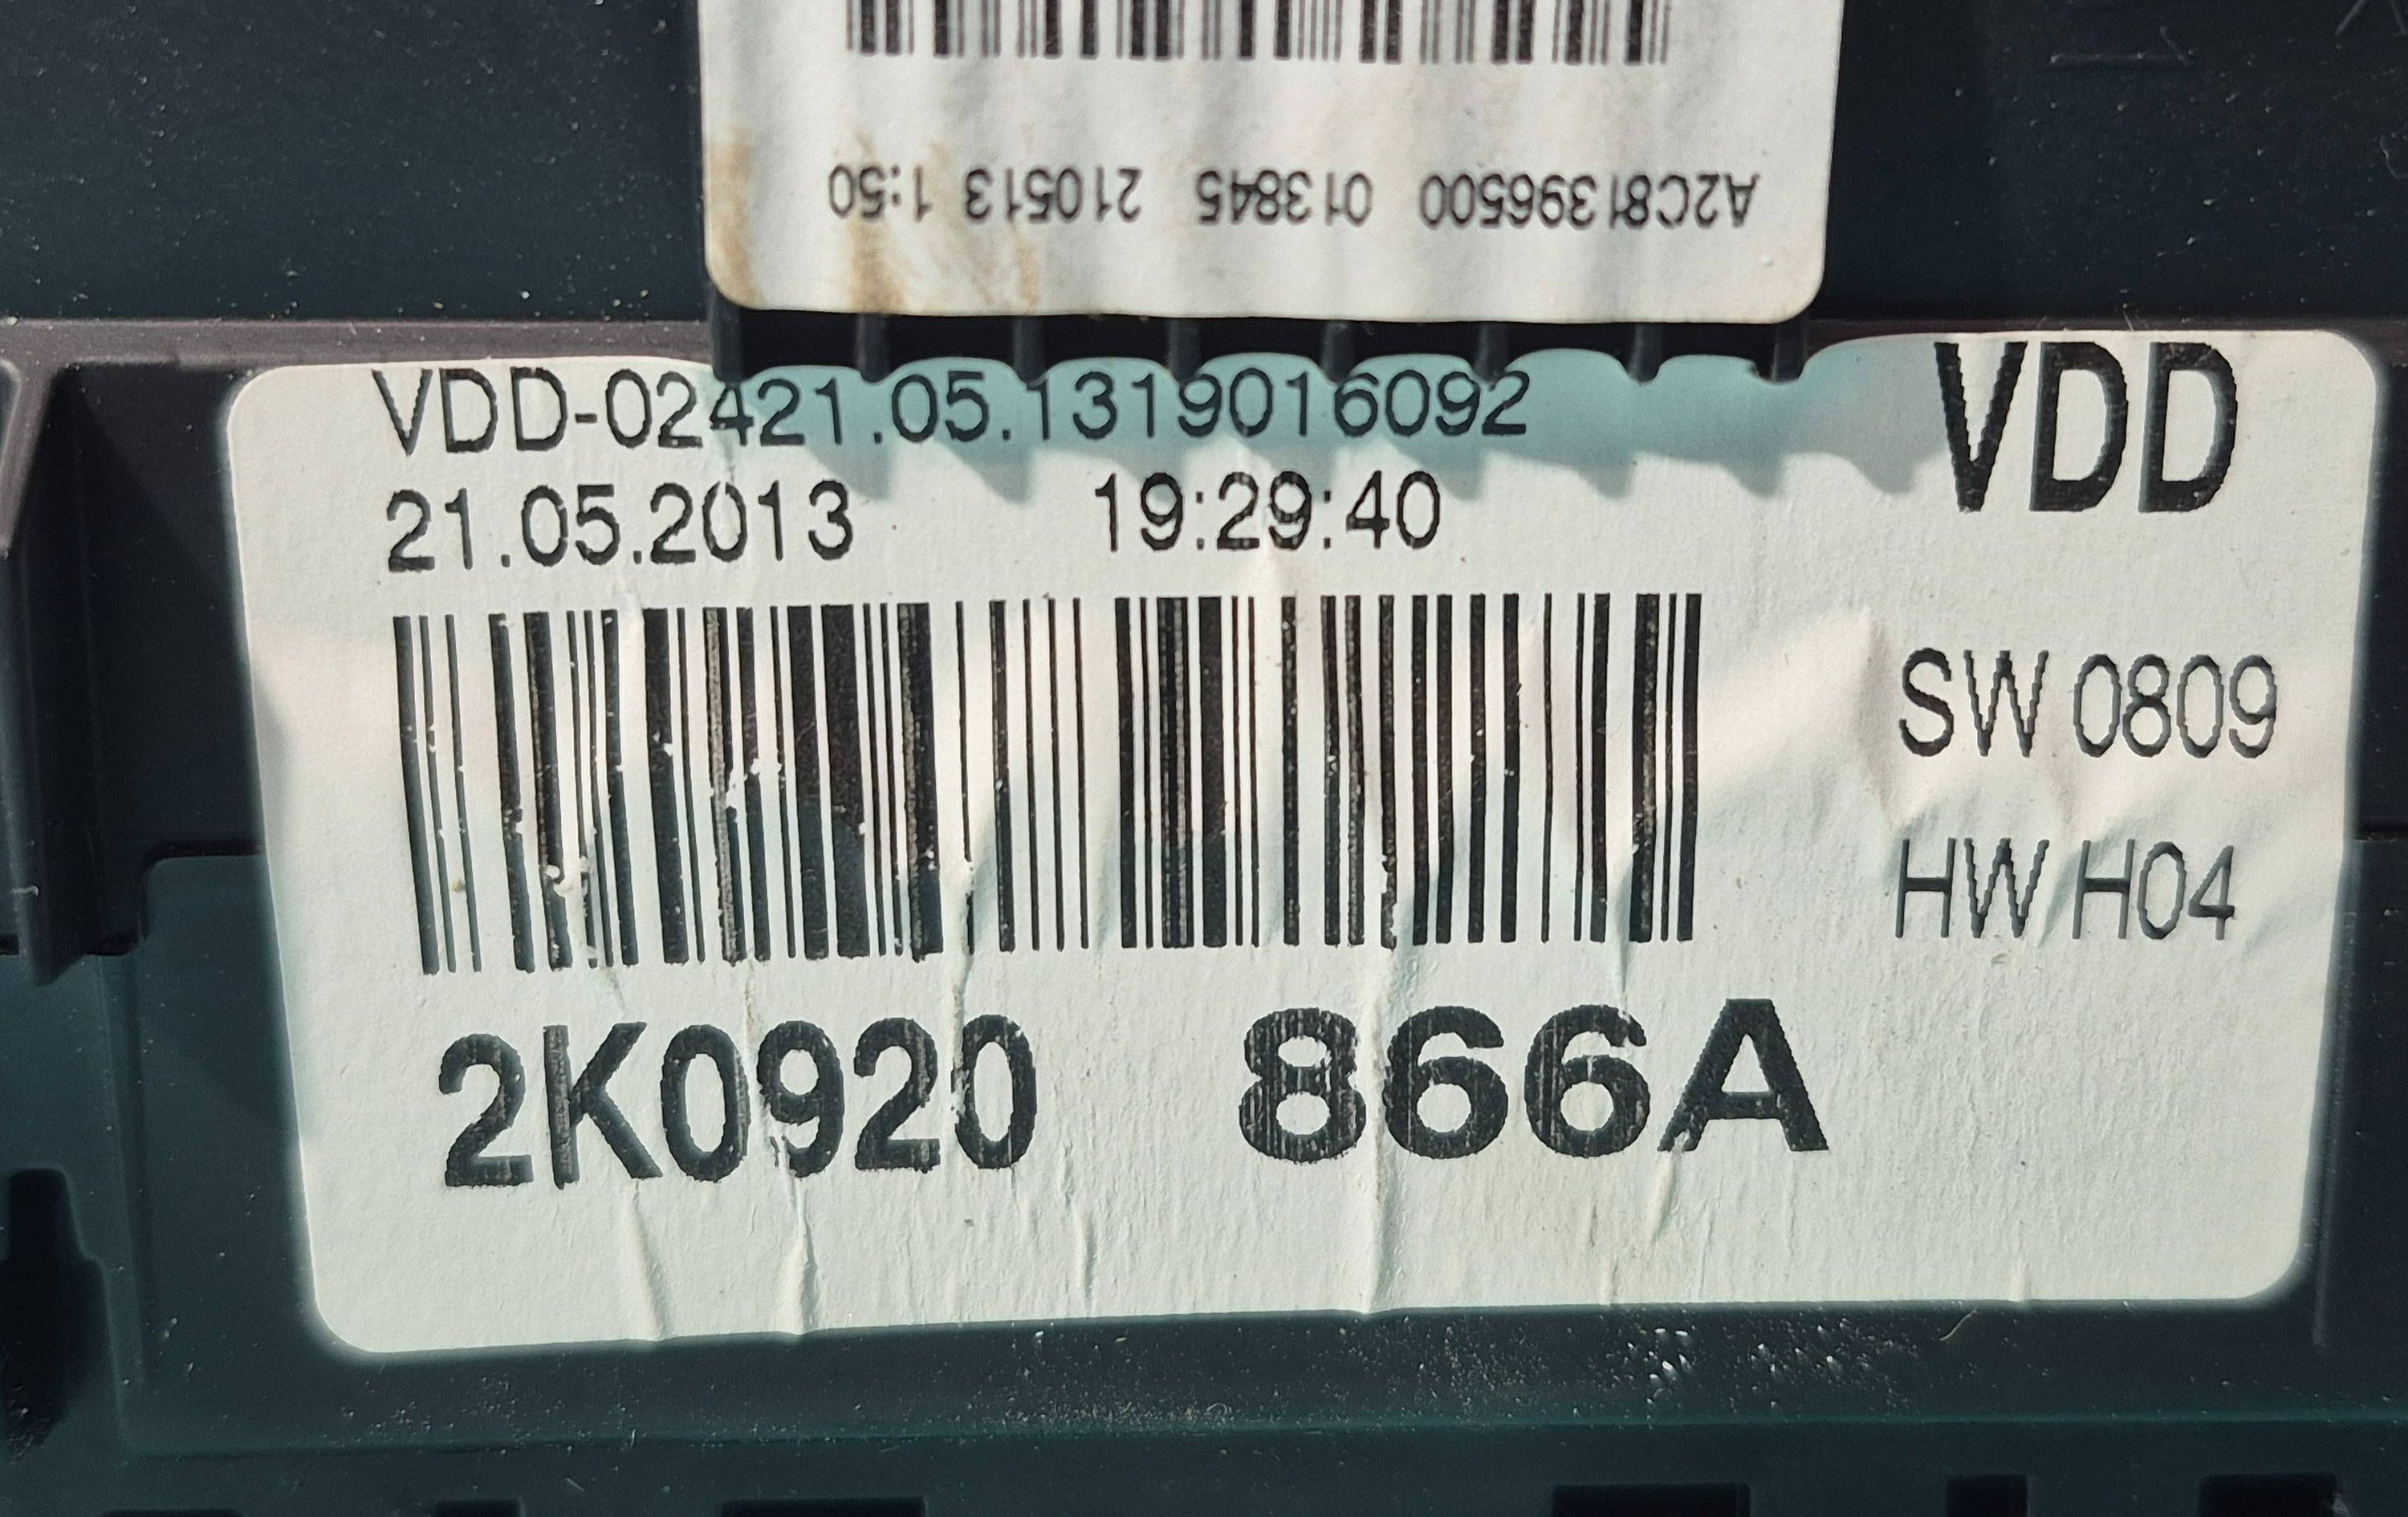 A2C81396500 013845 210513 1:50
VDD-02421.05.1319016092
VDD
21.05.2013 19:29:40
SW 0809
HW H04
2K0920 866A